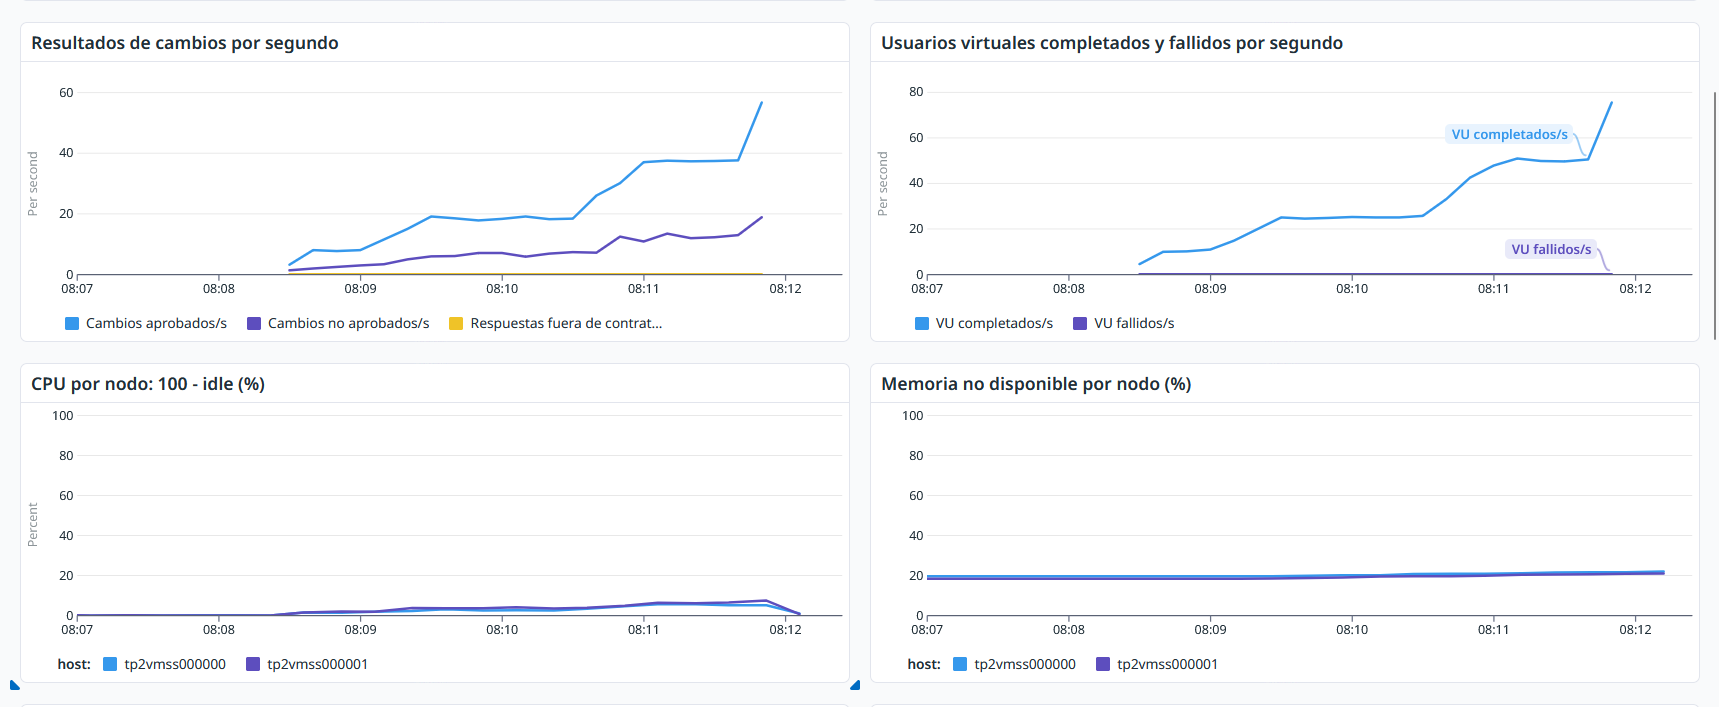 Resultados de cambios por segundo
Per second
60
40
20
0
08:07 08:08 08:09 08:10 08:11 08:12
Cambios aprobados/s Cambios no aprobados/s Respuestas fuera de contrat...
Usuarios virtuales completados y fallidos por segundo
Per second
80
60
40
20
0
VU completados/s
VU fallidos/s
08:07 08:08 08:09 08:10 08:11 08:12
VU completados/s VU fallidos/s
CPU por nodo: 100 - idle (%)
Percent
100
80
60
40
20
0
08:07 08:08 08:09 08:10 08:11 08:12
host: tp2vmss000000 tp2vmss000001
Memoria no disponible por nodo (%)
100
80
60
40
20
0
08:07 08:08 08:09 08:10 08:11 08:12
host: tp2vmss000000 tp2vmss000001